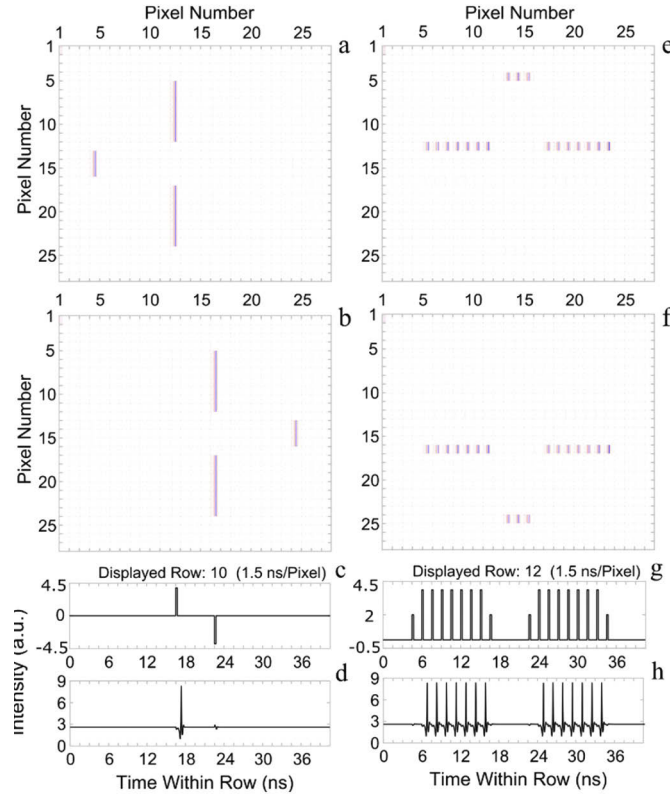 Pixel Number Pixel Number
1 5 10 15 20 25 1 5 10 15 20 25
a e
1
5
10
15
20
25
Pixel Number
1 5 10 15 20 25 1 5 10 15 20 25
b f
1
5
10
15
20
25
Pixel Number
Displayed Row: 10 (1.5 ns/Pixel) c Displayed Row: 12 (1.5 ns/Pixel) g
4.5 4.5
0 2
-4.5 -0.5
0 6 12 18 24 30 36 0 6 12 18 24 30 36
d h
9 9
6 6
3 3
0 0
Intensity (a.u.)
0 6 12 18 24 30 36 0 6 12 18 24 30 36
Time Within Row (ns) Time Within Row (ns)